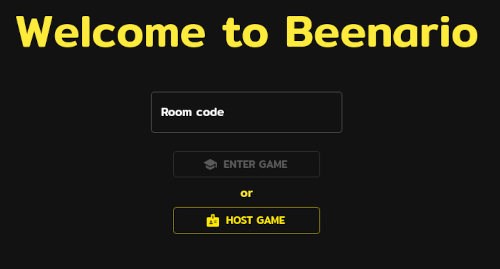 Welcome to Beenario
Room code
ENTER GAME
or
HOST GAME